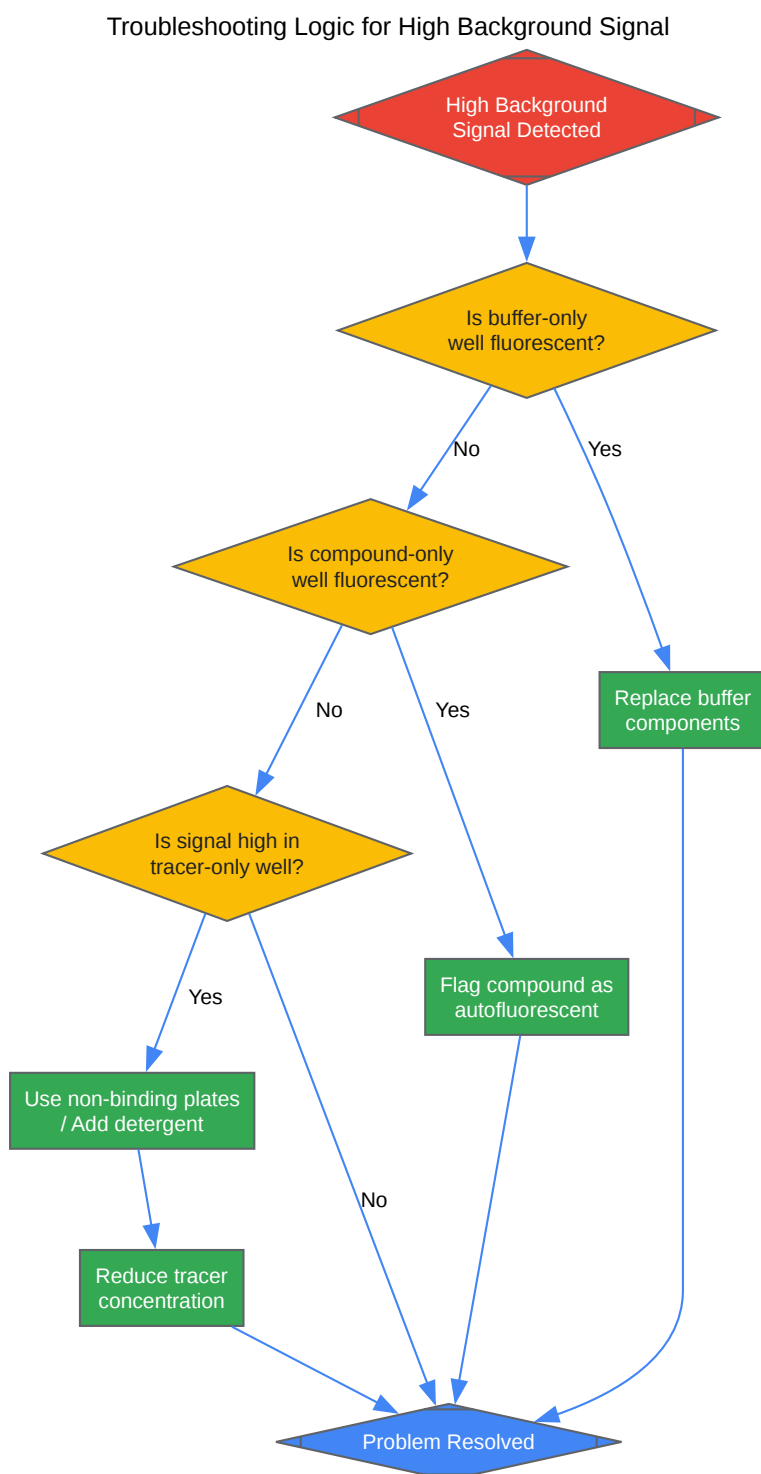 Troubleshooting Logic for High Background Signal
High Background
Signal Detected
Is buffer-only
well fluorescent?
No
Yes
Is compound-only
well fluorescent?
Replace buffer
components
No
Yes
Is signal high in
tracer-only well?
Flag compound as
autofluorescent
Yes
Use non-binding plates
/ Add detergent
No
Reduce tracer
concentration
Problem Resolved